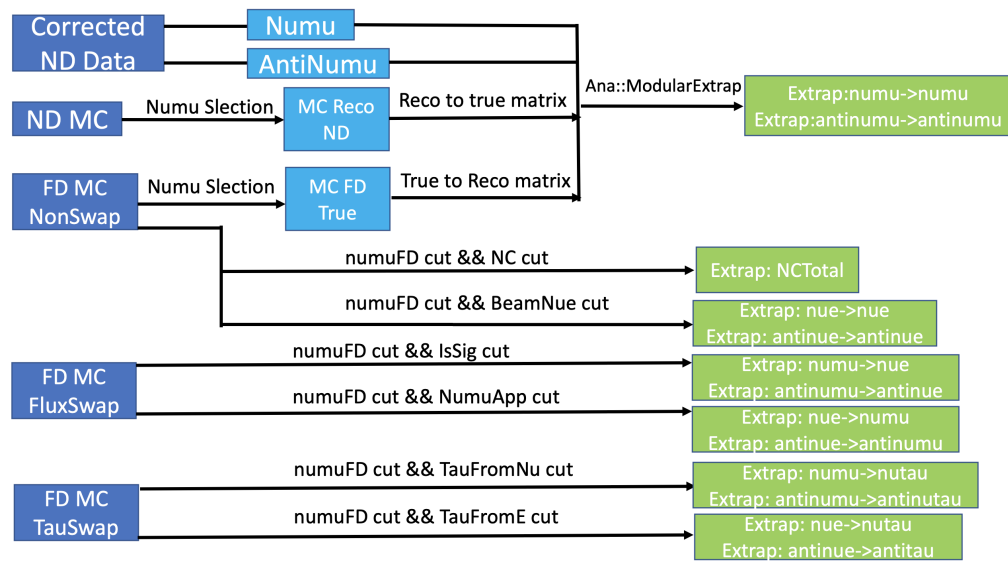 Corrected
ND Data
Numu
AntiNumu
Ana::ModularExtrap
Extrap:numu->numu
Extrap:antinumu->antinumu
ND MC
Numu Slection
MC Reco
ND
Reco to true matrix
FD MC
NonSwap
Numu Slection
MC FD
True
True to Reco matrix
numuFD cut && NC cut
Extrap: NCTotal
numuFD cut && BeamNue cut
Extrap: nue->nue
Extrap: antinue->antinue
FD MC
FluxSwap
numuFD cut && IsSig cut
Extrap: numu->nue
Extrap: antinumu->antinue
numuFD cut && NumuApp cut
Extrap: nue->numu
Extrap: antinue->antinumu
FD MC
TauSwap
numuFD cut && TauFromNu cut
Extrap: numu->nutau
Extrap: antinumu->antinutau
numuFD cut && TauFromE cut
Extrap: nue->nutau
Extrap: antinue->antitau